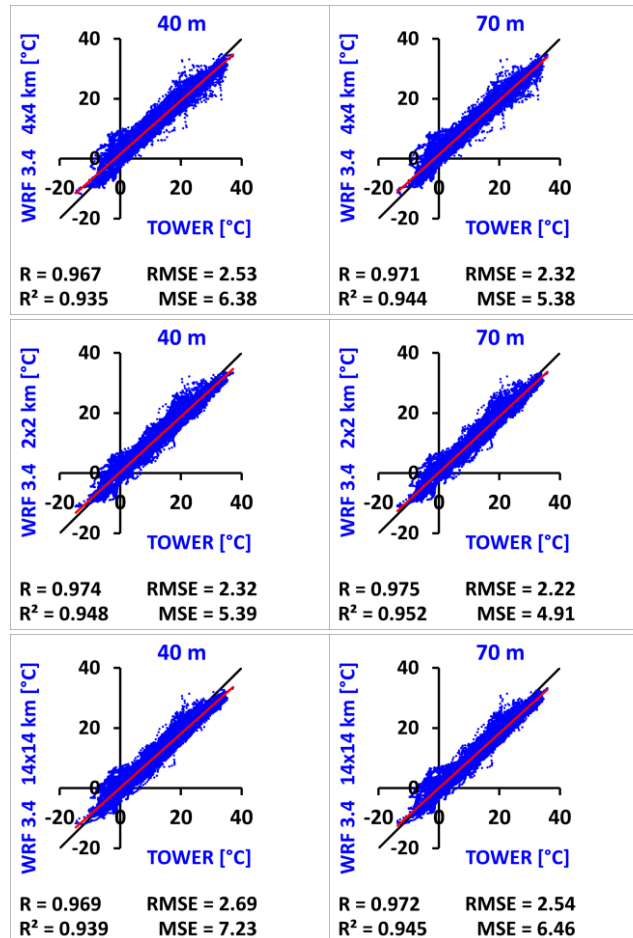 40 m
WRF 3.4 4x4 km [°C]
40
20
0
-20
-20 0 20 40
TOWER [°C]
R = 0.967 RMSE = 2.53
R² = 0.935 MSE = 6.38
70 m
WRF 3.4 4x4 km [°C]
40
20
0
-20
-20 0 20 40
TOWER [°C]
R = 0.971 RMSE = 2.32
R² = 0.944 MSE = 5.38
40 m
WRF 3.4 2x2 km [°C]
40
20
0
-20
-20 0 20 40
TOWER [°C]
R = 0.974 RMSE = 2.32
R² = 0.948 MSE = 5.39
70 m
WRF 3.4 2x2 km [°C]
40
20
0
-20
-20 0 20 40
TOWER [°C]
R = 0.975 RMSE = 2.22
R² = 0.952 MSE = 4.91
40 m
WRF 3.4 14x14 km [°C]
40
20
0
-20
-20 0 20 40
TOWER [°C]
R = 0.969 RMSE = 2.69
R² = 0.939 MSE = 7.23
70 m
WRF 3.4 14x14 km [°C]
40
20
0
-20
-20 0 20 40
TOWER [°C]
R = 0.972 RMSE = 2.54
R² = 0.945 MSE = 6.46